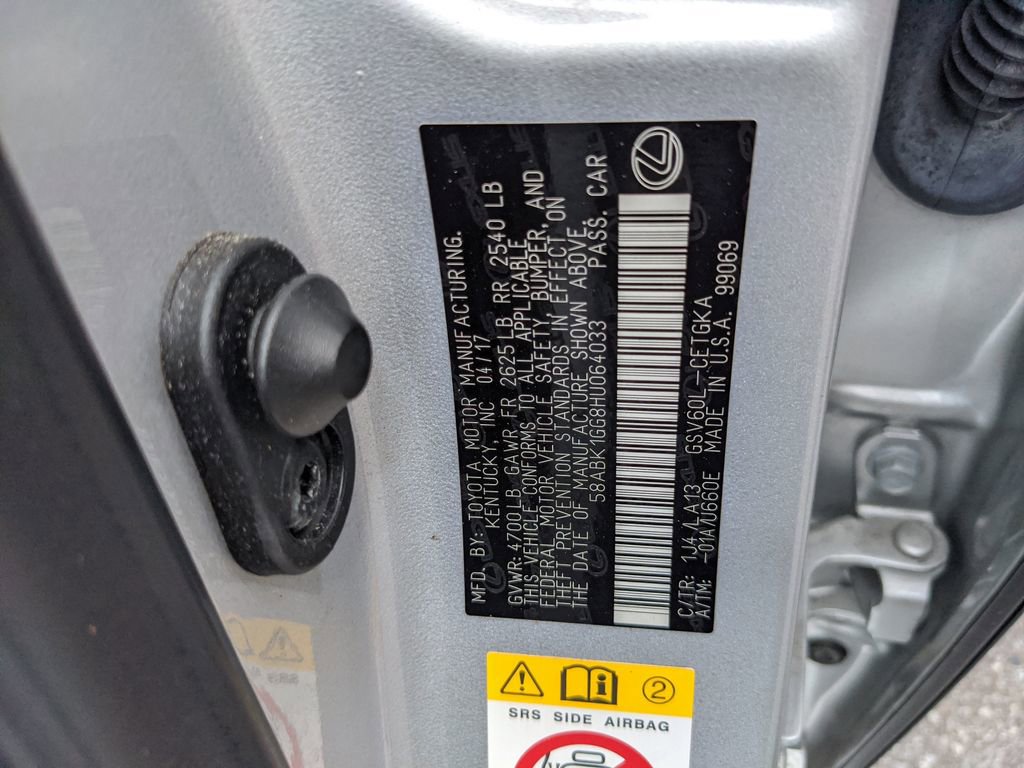 MFD. BY: TOYOTA MOTOR MANUFACTURING.
KENTUCKY, INC 04/17
GVWR 4700LB GAWR FR 2625LB RR 2540 LB
THIS VEHICLE CONFORMS TO ALL APPLICABLE
FEDERAL MOTOR VEHICLE SAFETY, BUMPER, AND
THEFT PREVENTION STANDARDS IN EFFECT ON
THE DATE OF MANUFACTURE SHOWN ABOVE.
58ABK1GG8HU064033 PASS. CAR
C/TR: 1J4/LA13 GSV60L-CETGKA
A/TM: -01A/U660E MADE IN U.S.A. 99069
2
SRS SIDE AIRBAG